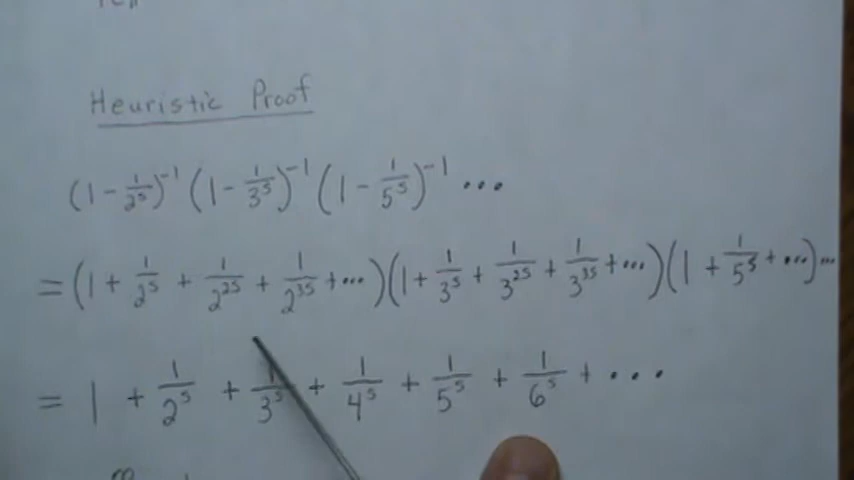 Heuristic Proof
(1 - 1/2^s)^-1 (1 - 1/3^s)^-1 (1 - 1/5^s)^-1 ...
= (1 + 1/2^s + 1/2^2s + 1/2^3s + ...)(1 + 1/3^s + 1/3^2s + 1/3^3s + ...)(1 + 1/5^s + ...)...
= 1 + 1/2^s + 1/3^s + 1/4^s + 1/5^s + 1/6^s + ...